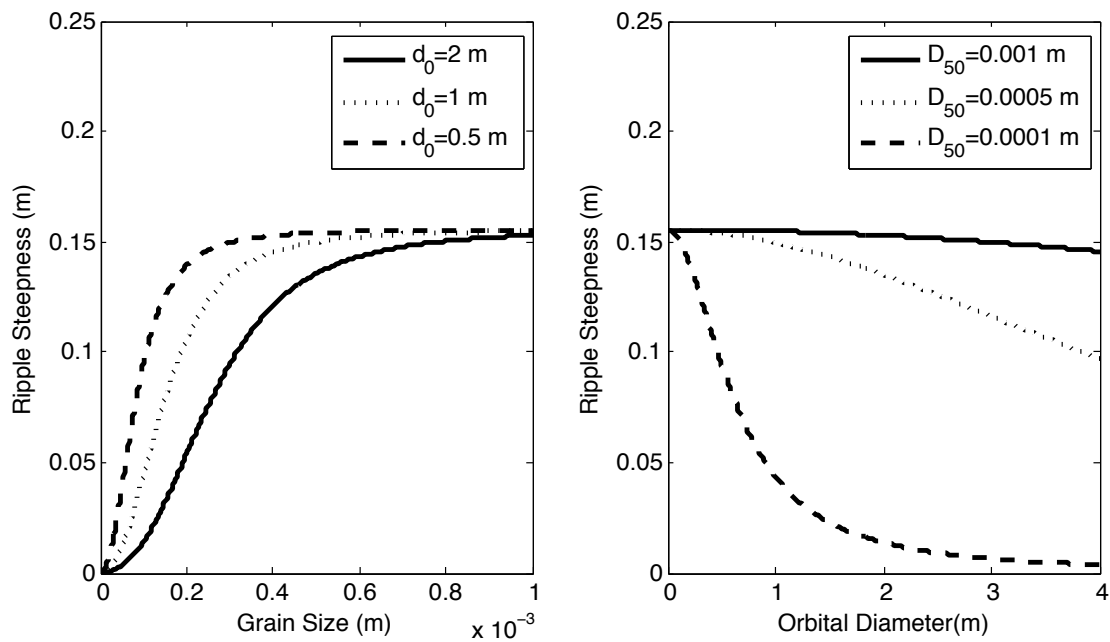 0.25
0.2
0.15
0.1
0.05
0
Ripple Steepness (m)
d0=2 m
d0=1 m
d0=0.5 m
0 0.2 0.4 0.6 0.8 1
Grain Size (m)
x 10−3
0.25
0.2
0.15
0.1
0.05
0
Ripple Steepness (m)
D50=0.001 m
D50=0.0005 m
D50=0.0001 m
0 1 2 3 4
Orbital Diameter(m)